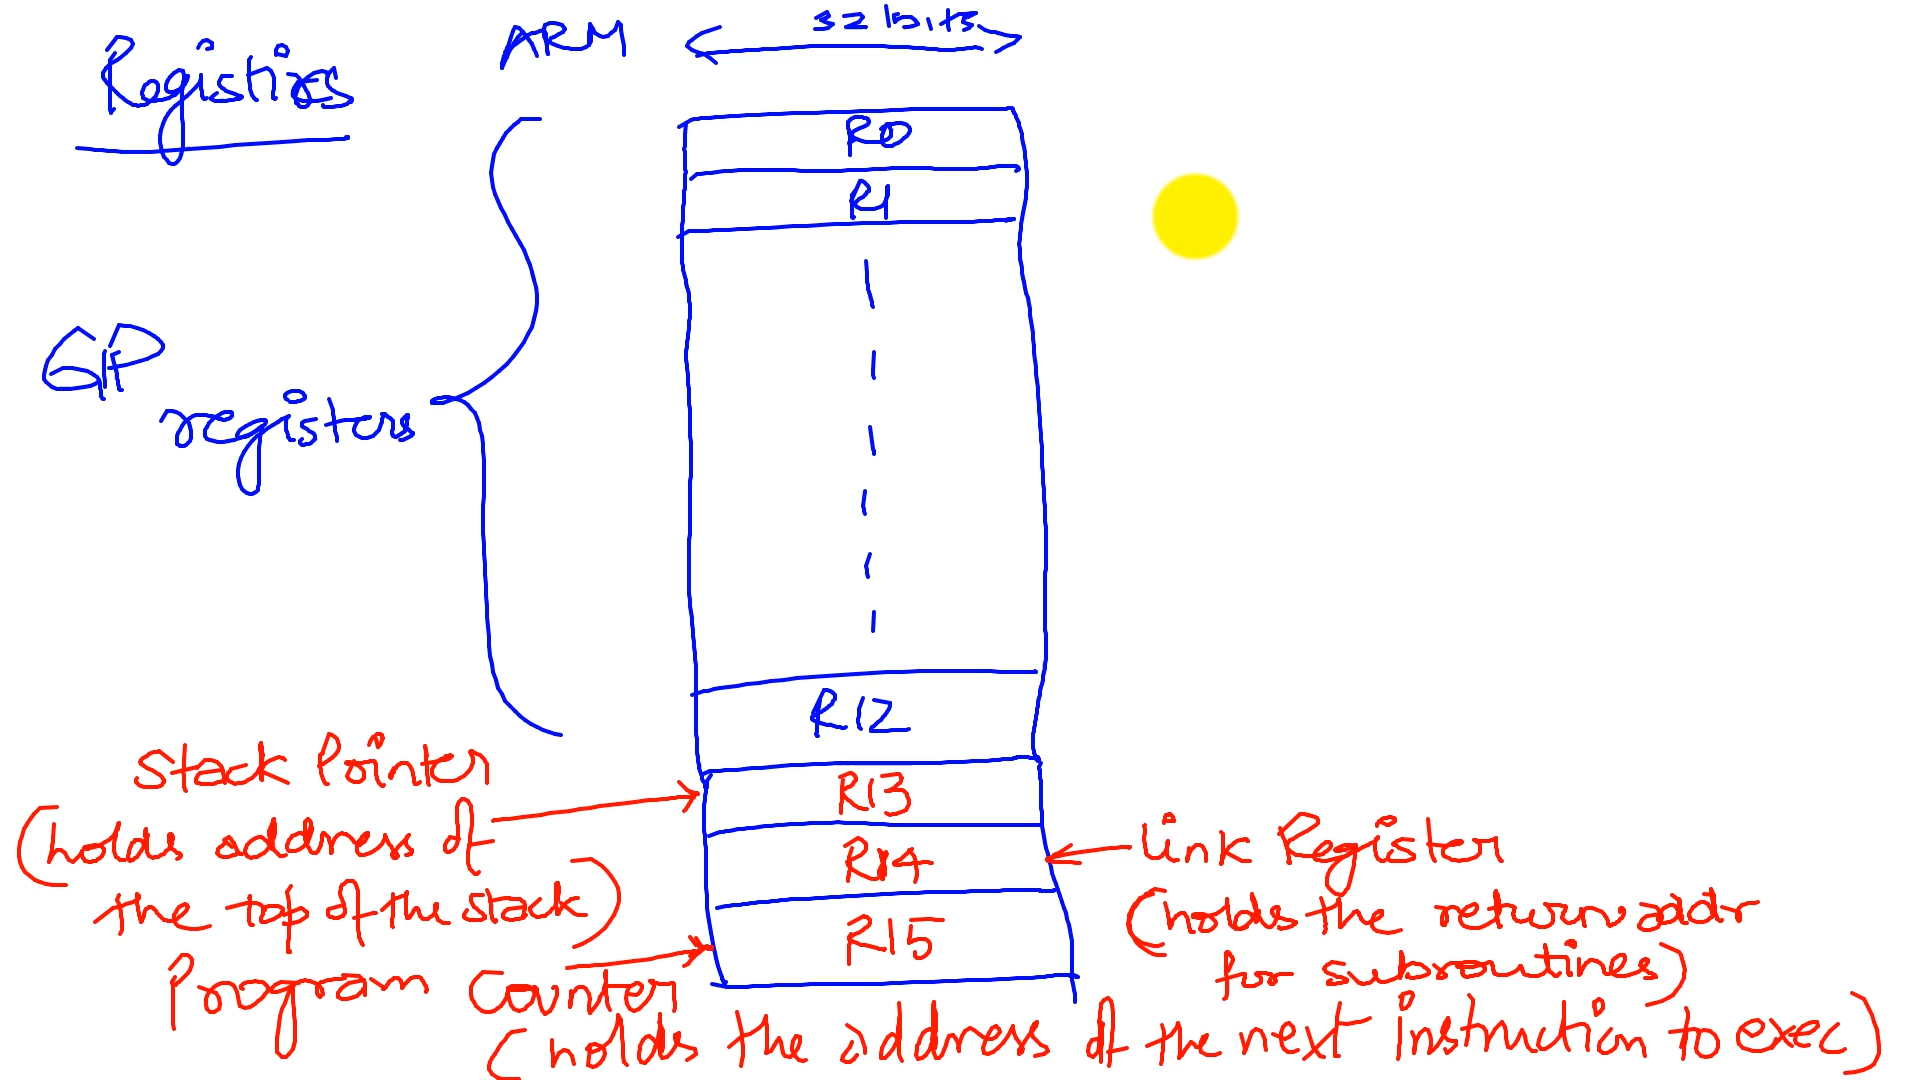 Registers
ARM
32 bits
R0
R1
GP
registers
R12
Stack Pointer
(holds address of
the top of the stack)
R13
R14
Link Register
(holds the return addr
for subroutines)
R15
Program Counter
(holds the address of the next instruction to exec)